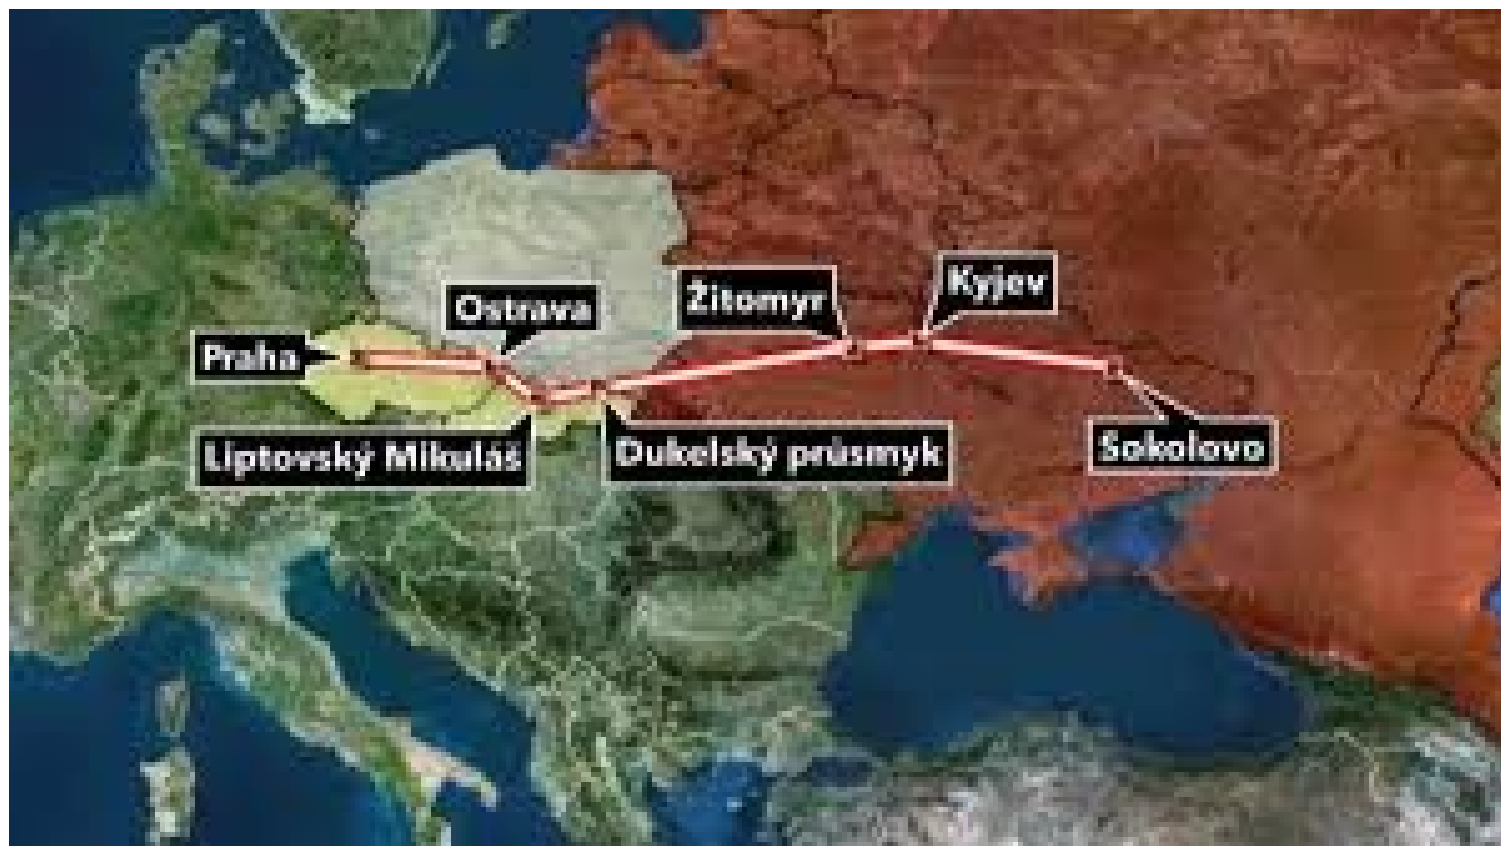 Kyjev
Žitomyr
Ostrava
Praha
Sokolovo
Liptovský Mikuláš
Dukelský průsmyk